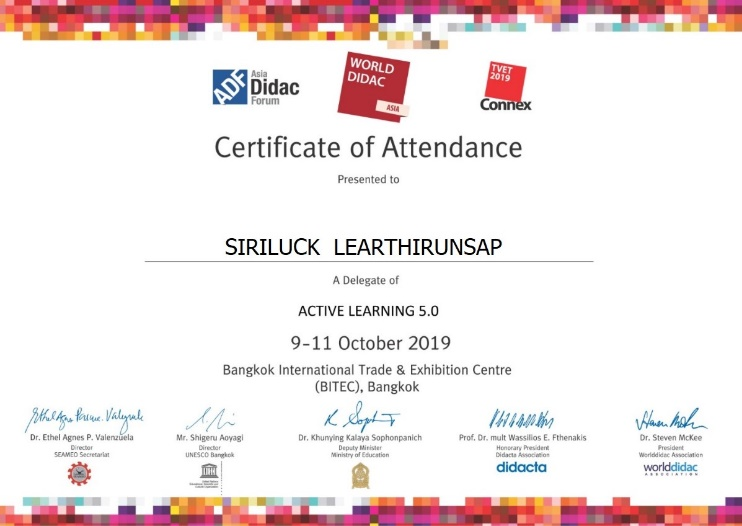 ADF Asia
Didac
Forum
WORLD
DIDAC
ASIA
TVET
2019
Connex
Certificate of Attendance
Presented to
SIRILUCK LEARTHIRUNSAP
A Delegate of
ACTIVE LEARNING 5.0
9-11 October 2019
Bangkok International Trade & Exhibition Centre
(BITEC), Bangkok
Dr. Ethel Agnes P. Valenzuela
Director
SEAMEO Secretariat
Mr. Shigeru Aoyagi
Director
UNESCO Bangkok
UNESCO
Dr. Khunying Kalaya Sophonpanich
Deputy Minister
Ministry of Education
Prof. Dr. mult Wassilios E. Fthenakis
Honorary President
Didacta Association
didacta
Dr. Steven McKee
President
Worlddidac Association
worlddidac
ASSOCIATION